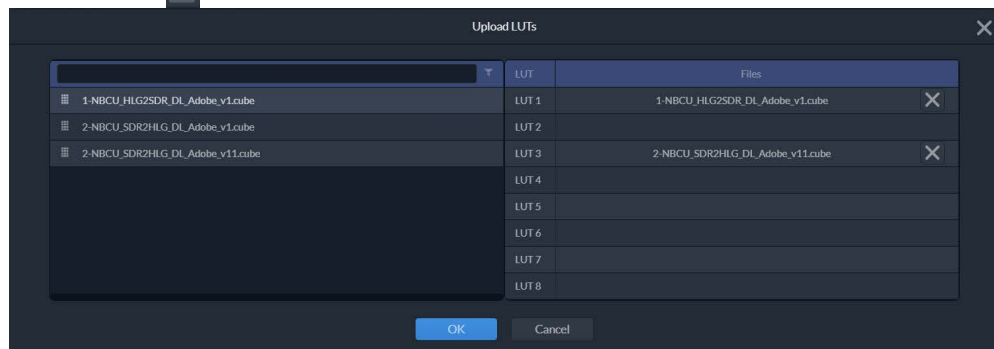 Upload LUTs
LUT Files
1-NBCU_HLG2SDR_DL_Adobe_v1.cube LUT 1 1-NBCU_HLG2SDR_DL_Adobe_v1.cube
2-NBCU_SDR2HLG_DL_Adobe_v1.cube LUT 2
2-NBCU_SDR2HLG_DL_Adobe_v11.cube LUT 3 2-NBCU_SDR2HLG_DL_Adobe_v11.cube
LUT 4
LUT 5
LUT 6
LUT 7
LUT 8
OK Cancel